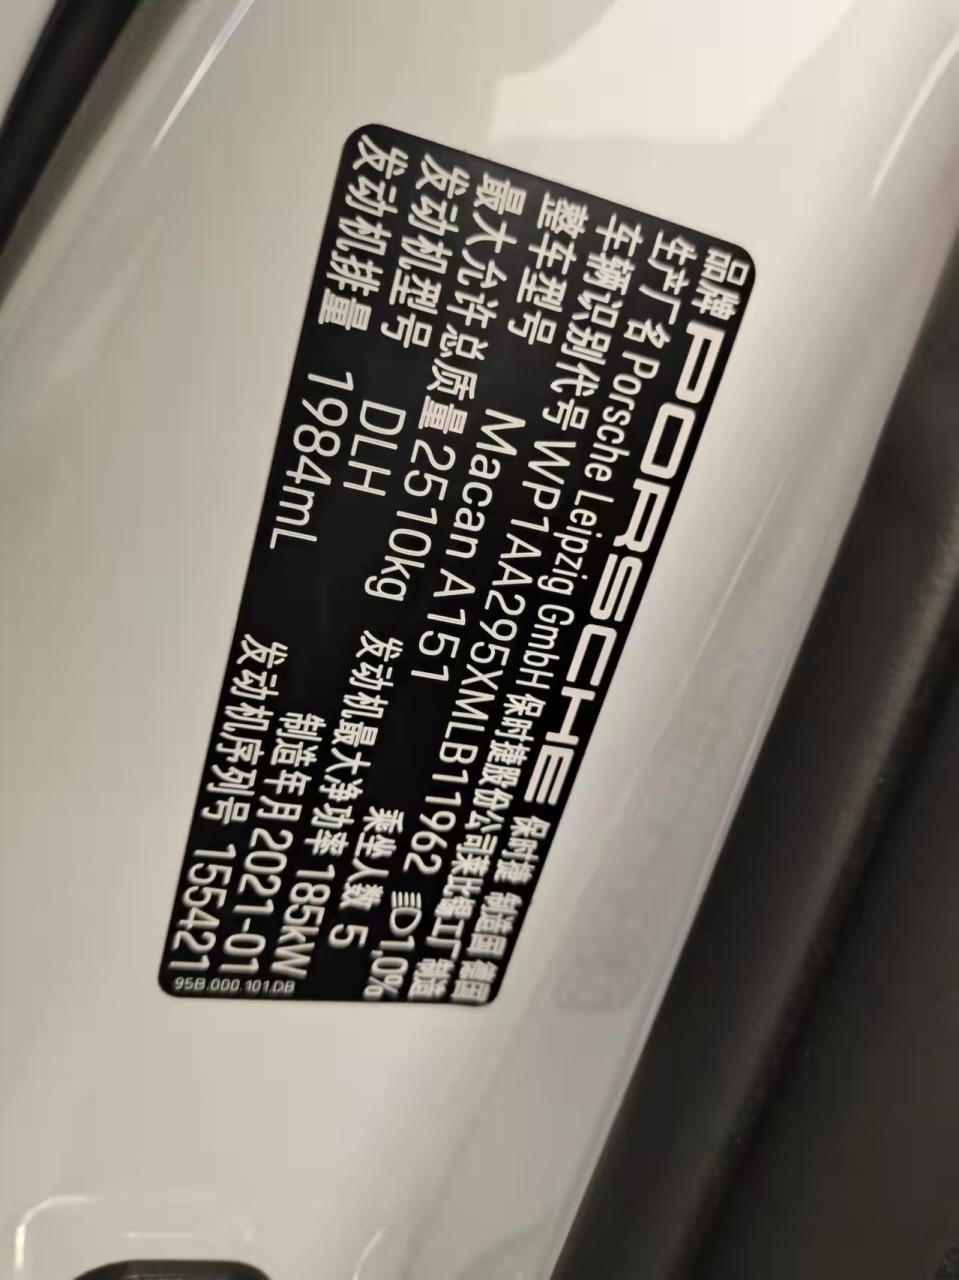 品牌 PORSCHE 保时捷 制造国 德国
生产厂名 Porsche Leipzig GmbH 保时捷股份公司莱比锡工厂 制造
车辆识别代号 WP1AA295XMLB11962 10%
整车型号 Macan A151 乘坐人数 5
最大允许总质量 2510kg 发动机最大净功率 185kW
发动机型号 DLH 制造年月 2021-01
发动机排量 1984mL 发动机序列号 155421
95B.000.101.DB